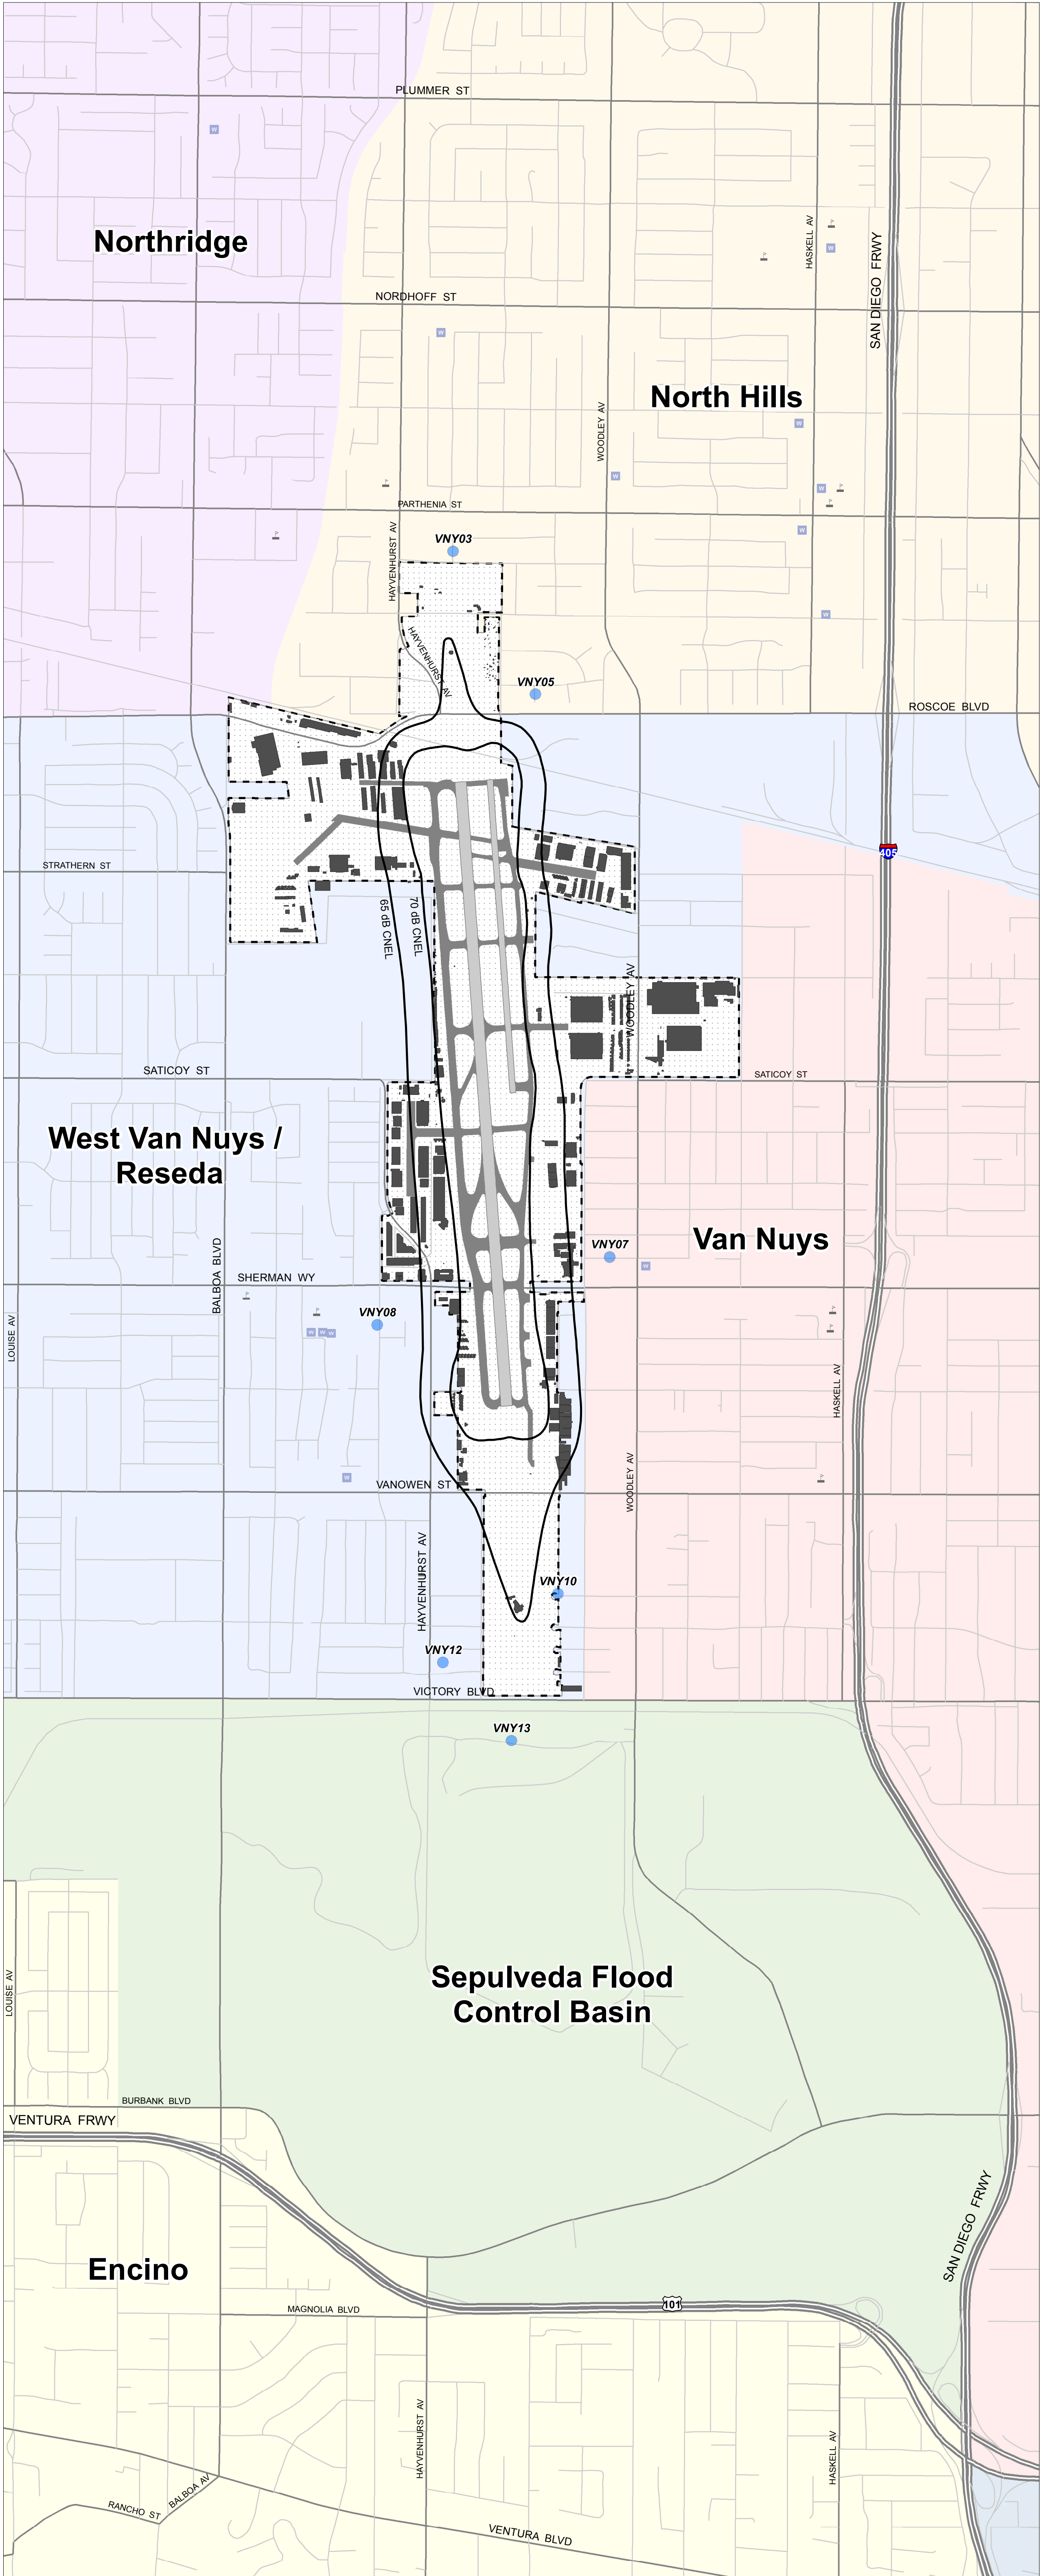 PLUMMER ST
W
HASKELL AV
Northridge
SAN DIEGO FRWY
W
NORDHOFF ST
W
North Hills
WOODLEY AV
W
W
W
PARTHENIA ST
HAYVENHURST AV
W
VNY03
W
HAYVENHURST AV
VNY05
ROSCOE BLVD
405
STRATHERN ST
65 dB CNEL
70 dB CNEL
WOODLEY AV
SATICOY ST
SATICOY ST
West Van Nuys /
Reseda
BALBOA BLVD
Van Nuys
VNY07
W
SHERMAN WY
VNY08
LOUISE AV
W W W
HASKELL AV
W
VANOWEN ST
WOODLEY AV
HAYVENHURST AV
VNY10
VNY12
VICTORY BLVD
VNY13
Sepulveda Flood
Control Basin
LOUISE AV
BURBANK BLVD
VENTURA FRWY
SAN DIEGO FRWY
Encino
101
MAGNOLIA BLVD
HAYVENHURST AV
HASKELL AV
BALBOA AV
RANCHO ST
VENTURA BLVD